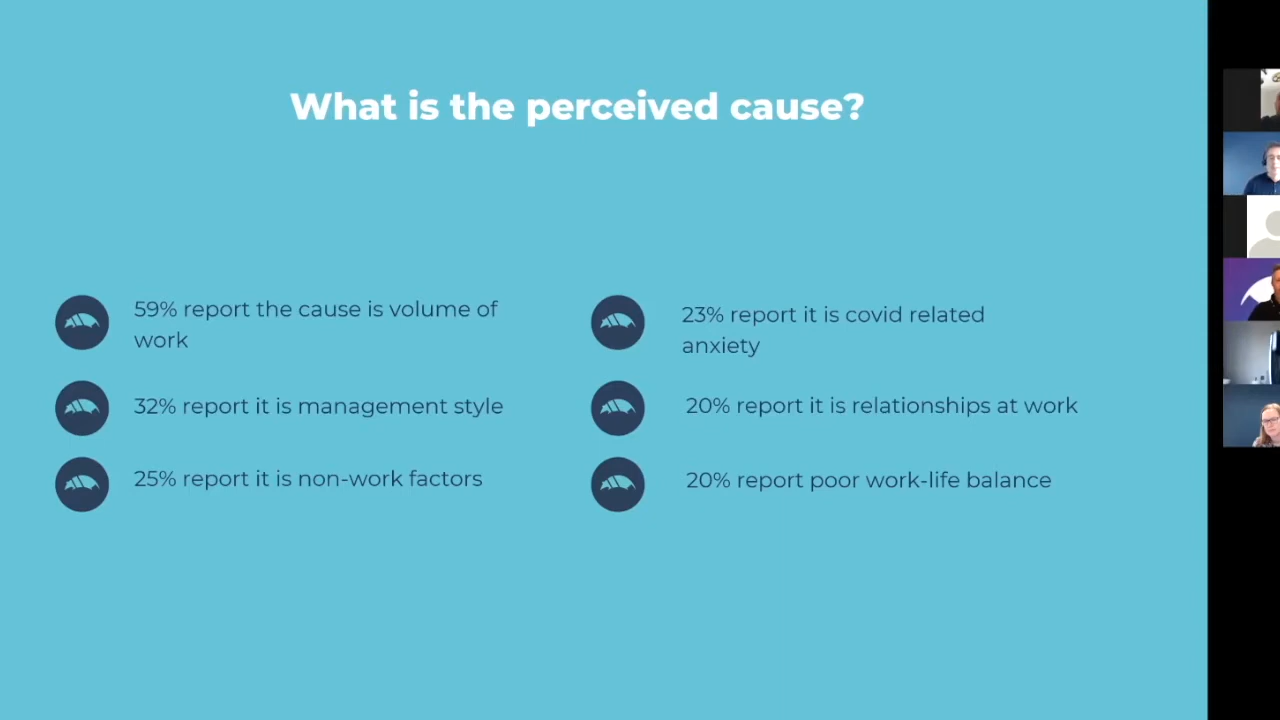 What is the perceived cause?
59% report the cause is volume of
work
32% report it is management style
25% report it is non-work factors
23% report it is covid related
anxiety
20% report it is relationships at work
20% report poor work-life balance